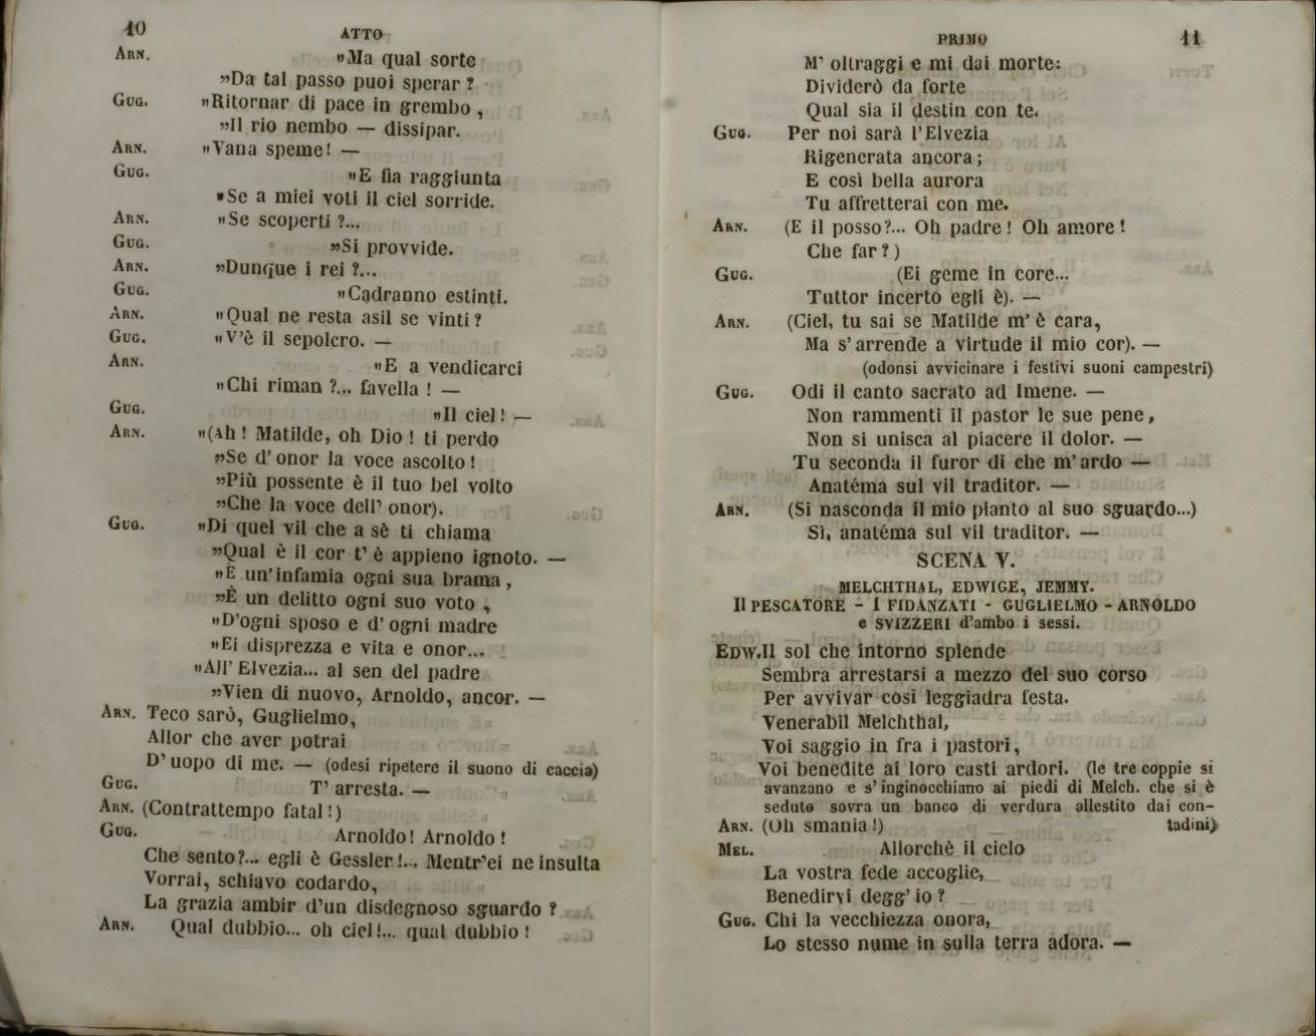 10
ATTO
ARN. "Ma qual sorte
"Da tal passo puoi sperar?
GUG. "Ritornar di pace in grembo,
"Il rio nembo — dissipar.
ARN. "Vana speme! —
GUG. "E fia raggiunta
"Se a miei voti il ciel sorride.
ARN. "Se scoperti?...
GUG. "Si provvide.
ARN. "Dunque i rei?...
GUG. "Cadranno estinti.
ARN. "Qual ne resta asil se vinti?
GUG. "V'è il sepolcro. —
ARN. "E a vendicarci
"Chi riman?... favella! —
GUG. "Il ciel! —
ARN. "(Ah! Matilde, oh Dio! ti perdo
"Se d'onor la voce ascolto!
"Più possente è il tuo bel volto
"Che la voce dell' onor).
GUG. "Di quel vil che a sè ti chiama
"Qual è il cor t'è appieno ignoto. —
"È un'infamia ogni sua brama,
"È un delitto ogni suo voto,
"D'ogni sposo e d'ogni madre
"Ei disprezza e vita e onor...
"All' Elvezia... al sen del padre
"Vien di nuovo, Arnoldo, ancor. —
ARN. Teco sarò, Guglielmo,
Allor che aver potrai
D'uopo di me. — (odesi ripetere il suono di caccia)
GUG. T' arresta. —
ARN. (Contrattempo fatal!)
GUG. Arnoldo! Arnoldo!
Che sento?... egli è Gessler!... Mentr'ei ne insulta
Vorrai, schiavo codardo,
La grazia ambir d'un disdegnoso sguardo?
ARN. Qual dubbio... oh ciel!... qual dubbio!
PRIMO
11
M' oltraggi e mi dai morte:
Dividerò da forte
Qual sia il destin con te.
GUG. Per noi sarà l'Elvezia
Rigenerata ancora;
E così bella aurora
Tu affretterai con me.
ARN. (E il posso?... Oh padre! Oh amore!
Che far?)
GUG. (Ei geme in core...
Tuttor incerto egli è). —
ARN. (Ciel, tu sai se Matilde m'è cara,
Ma s'arrende a virtude il mio cor). —
(odonsi avvicinare i festivi suoni campestri)
GUG. Odi il canto sacrato ad Imene. —
Non rammenti il pastor le sue pene,
Non si unisca al piacere il dolor. —
Tu seconda il furor di che m'ardo —
Anatéma sul vil traditor. —
ARN. (Si nasconda il mio pianto al suo sguardo...)
Sì, anatéma sul vil traditor. —
SCENA V.
MELCHTHAL, EDWIGE, JEMMY.
Il PESCATORE - I FIDANZATI - GUGLIELMO - ARNOLDO
e SVIZZERI d'ambo i sessi.
EDW. Il sol che intorno splende
Sembra arrestarsi a mezzo del suo corso
Per avvivar così leggiadra festa.
Venerabil Melchthal,
Voi saggio in fra i pastori,
Voi benedite ai loro casti ardori. (le tre coppie si
avanzano e s'inginocchiano ai piedi di Melch. che si è
seduto sovra un banco di verdura allestito dai con-
ARN. (Oh smania!) tadini)
MEL. Allorchè il cielo
La vostra fede accoglie,
Benedirvi degg' io?
GUG. Chi la vecchiezza onora,
Lo stesso nume in sulla terra adora. —